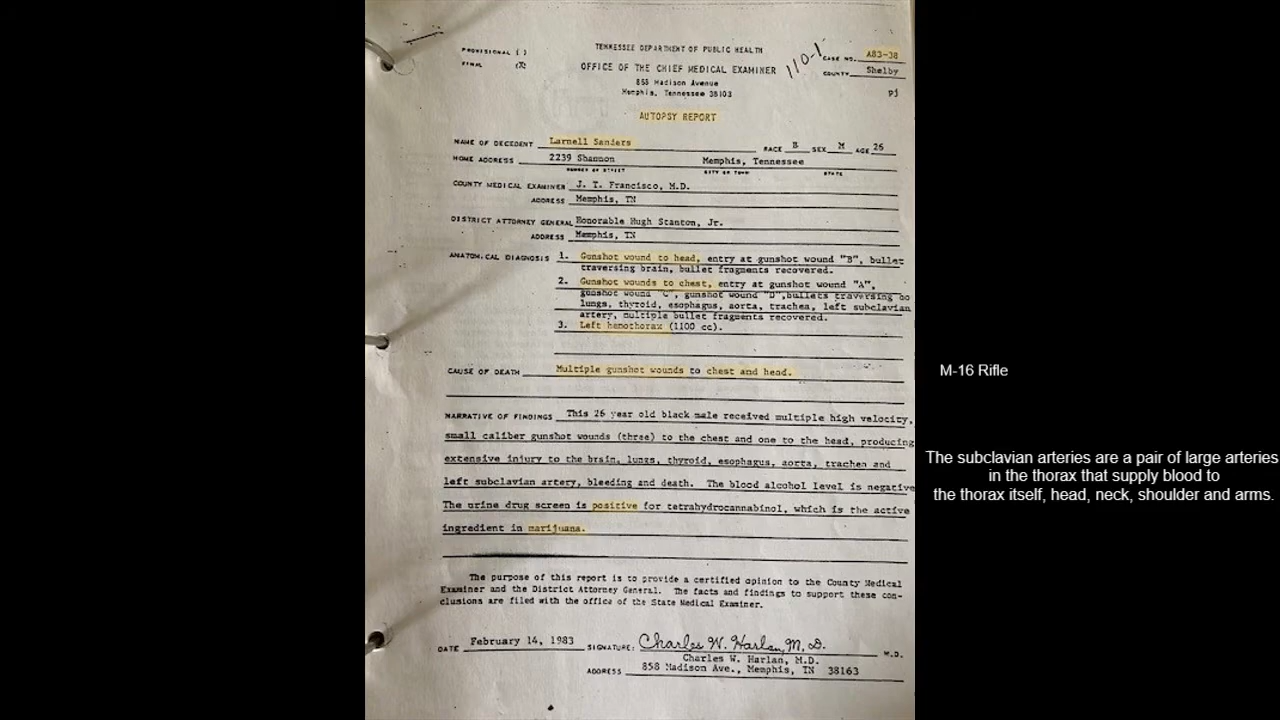 PROVISIONAL ( )
FINAL (X)
TENNESSEE DEPARTMENT OF PUBLIC HEALTH
OFFICE OF THE CHIEF MEDICAL EXAMINER
858 Madison Avenue
Memphis, Tennessee 38103
110-1
CASE NO. A83-38
COUNTY Shelby
pj
AUTOPSY REPORT
NAME OF DECEDENT Larnell Sanders RACE B SEX M AGE 26
HOME ADDRESS 2239 Shannon Memphis, Tennessee
NUMBER OR STREET CITY OR TOWN STATE
COUNTY MEDICAL EXAMINER J. T. Francisco, M.D.
ADDRESS Memphis, TN
DISTRICT ATTORNEY GENERAL Honorable Hugh Stanton, Jr.
ADDRESS Memphis, TN
ANATOMICAL DIAGNOSIS 1. Gunshot wound to head, entry at gunshot wound "B", bullet
traversing brain, bullet fragments recovered.
2. Gunshot wounds to chest, entry at gunshot wound "A",
gunshot wound "C", gunshot wound "D", bullets traversing
lungs, thyroid, esophagus, aorta, trachea, left subclavian
artery, multiple bullet fragments recovered.
3. Left hemothorax (1100 cc).
CAUSE OF DEATH Multiple gunshot wounds to chest and head.
NARRATIVE OF FINDINGS This 26 year old black male received multiple high velocity,
small caliber gunshot wounds (three) to the chest and one to the head, producing
extensive injury to the brain, lungs, thyroid, esophagus, aorta, trachea and
left subclavian artery, bleeding and death. The blood alcohol level is negative
The urine drug screen is positive for tetrahydrocannabinol, which is the active
ingredient in marijuana.
The purpose of this report is to provide a certified opinion to the County Medical
Examiner and the District Attorney General. The facts and findings to support these con-
clusions are filed with the office of the State Medical Examiner.
DATE February 14, 1983 SIGNATURE: Charles W. Harlan, M.D. M.D.
Charles W. Harlan, M.D.
ADDRESS 858 Madison Ave., Memphis, TN 38163
M-16 Rifle
The subclavian arteries are a pair of large arteries
in the thorax that supply blood to
the thorax itself, head, neck, shoulder and arms.